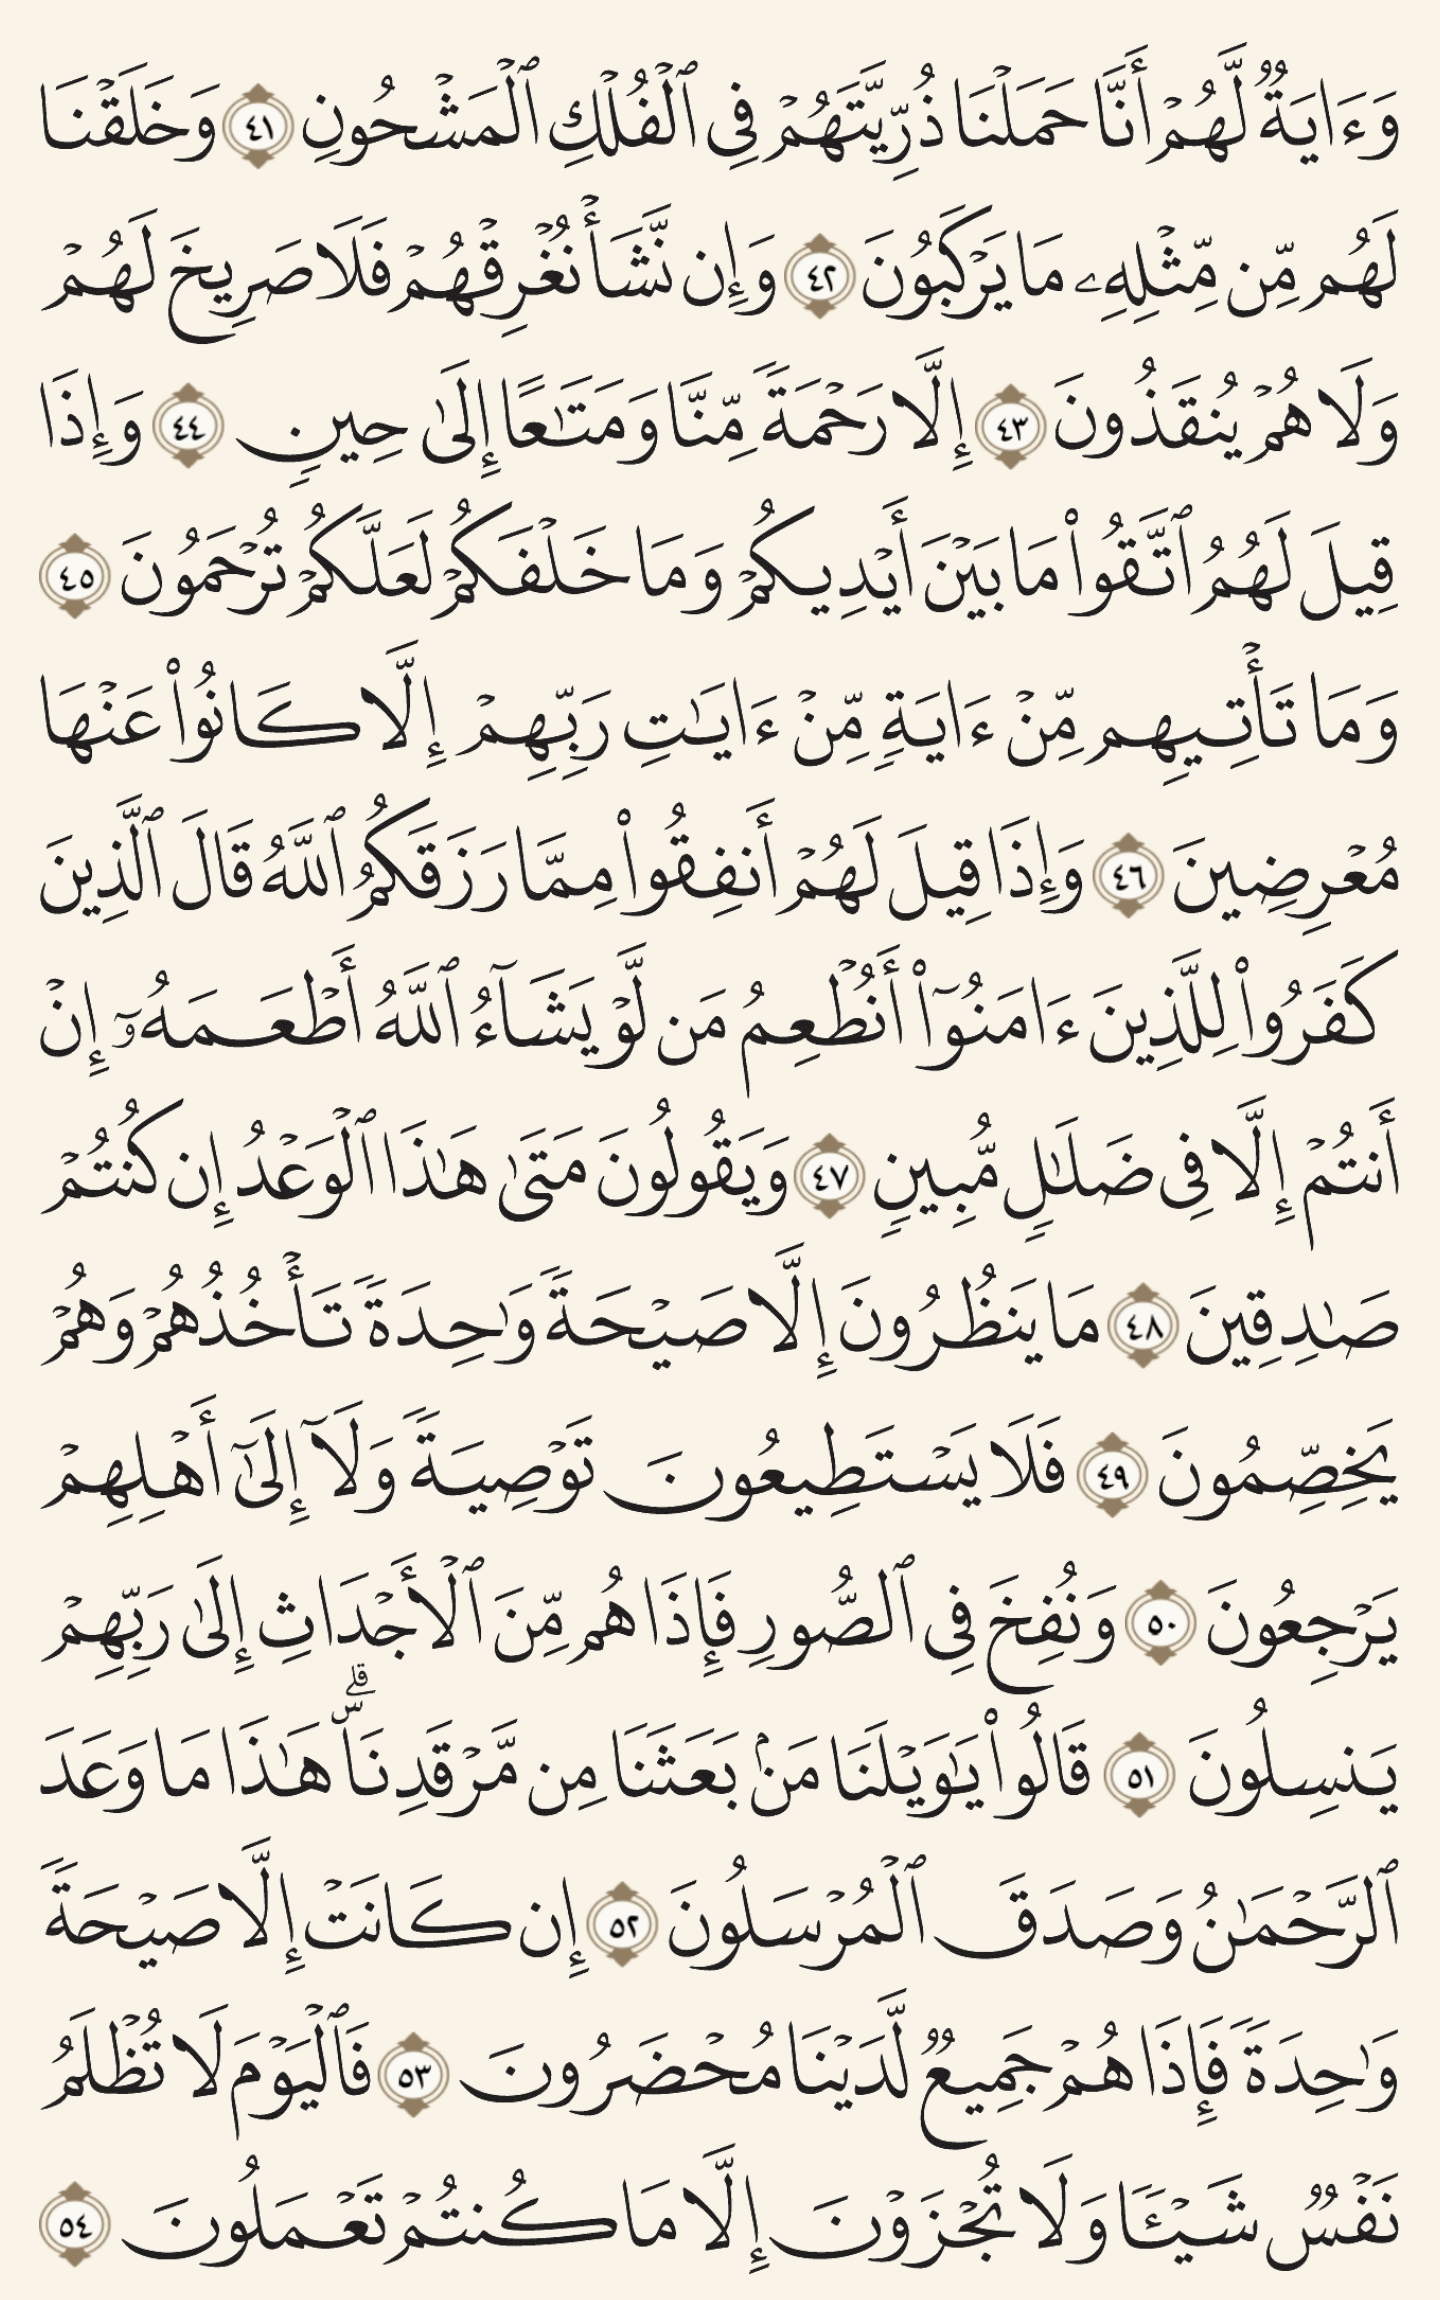 وَءَايَةٌ لَّهُمْ أَنَّا حَمَلْنَا ذُرِّيَّتَهُمْ فِى ٱلْفُلْكِ ٱلْمَشْحُونِ ٤١ وَخَلَقْنَا
لَهُم مِّن مِّثْلِهِۦ مَا يَرْكَبُونَ ٤٢ وَإِن نَّشَأْ نُغْرِقْهُمْ فَلَا صَرِيخَ لَهُمْ
وَلَا هُمْ يُنقَذُونَ ٤٣ إِلَّا رَحْمَةً مِّنَّا وَمَتَـٰعًا إِلَىٰ حِينٍ ٤٤ وَإِذَا
قِيلَ لَهُمُ ٱتَّقُوا۟ مَا بَيْنَ أَيْدِيكُمْ وَمَا خَلْفَكُمْ لَعَلَّكُمْ تُرْحَمُونَ ٤٥
وَمَا تَأْتِيهِم مِّنْ ءَايَةٍ مِّنْ ءَايَـٰتِ رَبِّهِمْ إِلَّا كَانُوا۟ عَنْهَا
مُعْرِضِينَ ٤٦ وَإِذَا قِيلَ لَهُمْ أَنفِقُوا۟ مِمَّا رَزَقَكُمُ ٱللَّهُ قَالَ ٱلَّذِينَ
كَفَرُوا۟ لِلَّذِينَ ءَامَنُوٓا۟ أَنُطْعِمُ مَن لَّوْ يَشَآءُ ٱللَّهُ أَطْعَمَهُۥٓ إِنْ
أَنتُمْ إِلَّا فِى ضَلَـٰلٍ مُّبِينٍ ٤٧ وَيَقُولُونَ مَتَىٰ هَـٰذَا ٱلْوَعْدُ إِن كُنتُمْ
صَـٰدِقِينَ ٤٨ مَا يَنظُرُونَ إِلَّا صَيْحَةً وَٰحِدَةً تَأْخُذُهُمْ وَهُمْ
يَخِصِّمُونَ ٤٩ فَلَا يَسْتَطِيعُونَ تَوْصِيَةً وَلَآ إِلَىٰٓ أَهْلِهِمْ
يَرْجِعُونَ ٥٠ وَنُفِخَ فِى ٱلصُّورِ فَإِذَا هُم مِّنَ ٱلْأَجْدَاثِ إِلَىٰ رَبِّهِمْ
يَنسِلُونَ ٥١ قَالُوا۟ يَـٰوَيْلَنَا مَنۢ بَعَثَنَا مِن مَّرْقَدِنَا ۜ ۗ هَـٰذَا مَا وَعَدَ
ٱلرَّحْمَـٰنُ وَصَدَقَ ٱلْمُرْسَلُونَ ٥٢ إِن كَانَتْ إِلَّا صَيْحَةً
وَٰحِدَةً فَإِذَا هُمْ جَمِيعٌ لَّدَيْنَا مُحْضَرُونَ ٥٣ فَٱلْيَوْمَ لَا تُظْلَمُ
نَفْسٌ شَيْـًٔا وَلَا تُجْزَوْنَ إِلَّا مَا كُنتُمْ تَعْمَلُونَ ٥٤